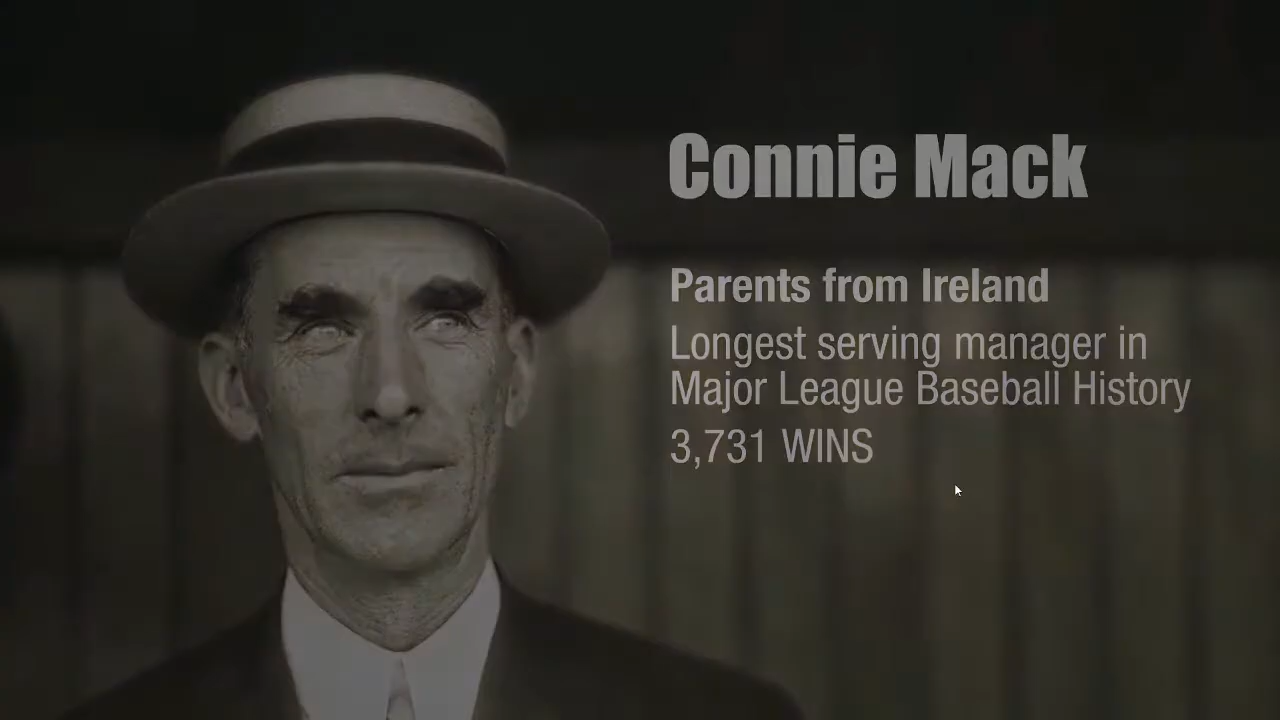 Connie Mack
Parents from Ireland
Longest serving manager in
Major League Baseball History
3,731 WINS